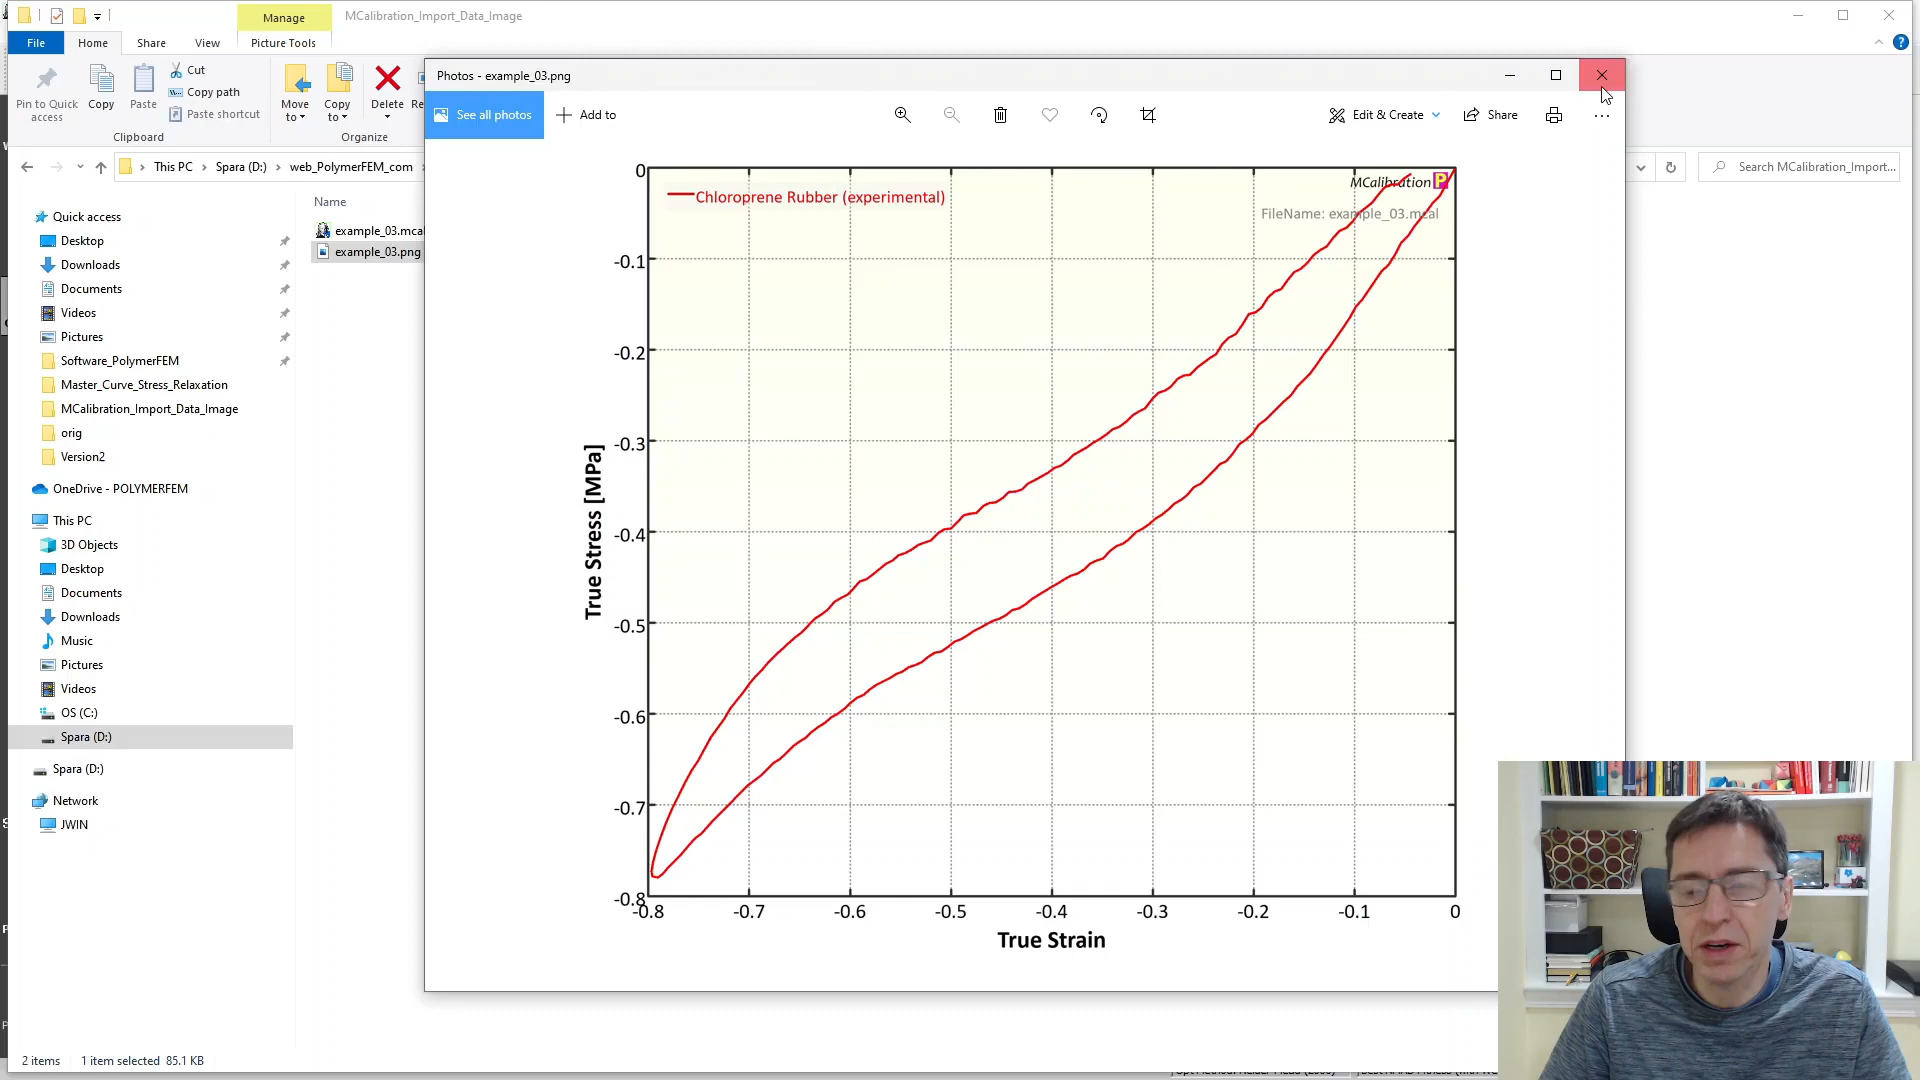 Manage
MCalibration_Import_Data_Image
File
Home
Share
View
Picture Tools
Pin to Quick access
Copy
Paste
Cut
Copy path
Paste shortcut
Clipboard
Move to
Copy to
Delete
Organize
This PC
Spara (D:)
web_PolymerFEM_com
Search MCalibration_Import...
Quick access
Desktop
Downloads
Documents
Videos
Pictures
Software_PolymerFEM
Master_Curve_Stress_Relaxation
MCalibration_Import_Data_Image
orig
Version2
OneDrive - POLYMERFEM
This PC
3D Objects
Desktop
Documents
Downloads
Music
Pictures
Videos
OS (C:)
Spara (D:)
Spara (D:)
Network
JWIN
2 items
1 item selected 85.1 KB
Name
example_03.mcal
example_03.png
Photos - example_03.png
See all photos
Add to
Edit & Create
Share
Chloroprene Rubber (experimental)
MCalibration P
FileName: example_03.mcal
True Stress [MPa]
0
-0.1
-0.2
-0.3
-0.4
-0.5
-0.6
-0.7
-0.8
-0.8 -0.7 -0.6 -0.5 -0.4 -0.3 -0.2 -0.1 0
True Strain